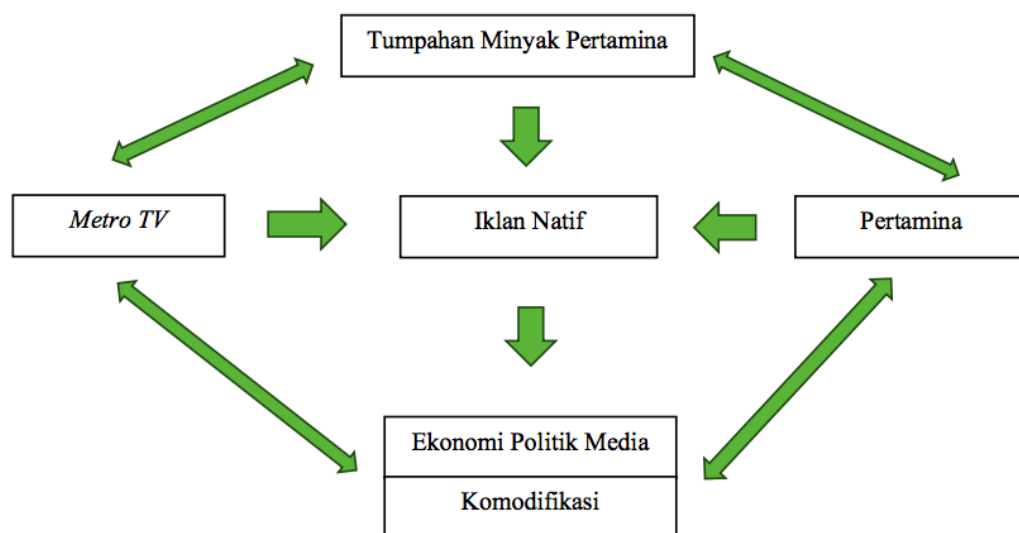 Tumpahan Minyak Pertamina
Metro TV
Iklan Natif
Pertamina
Ekonomi Politik Media
Komodifikasi